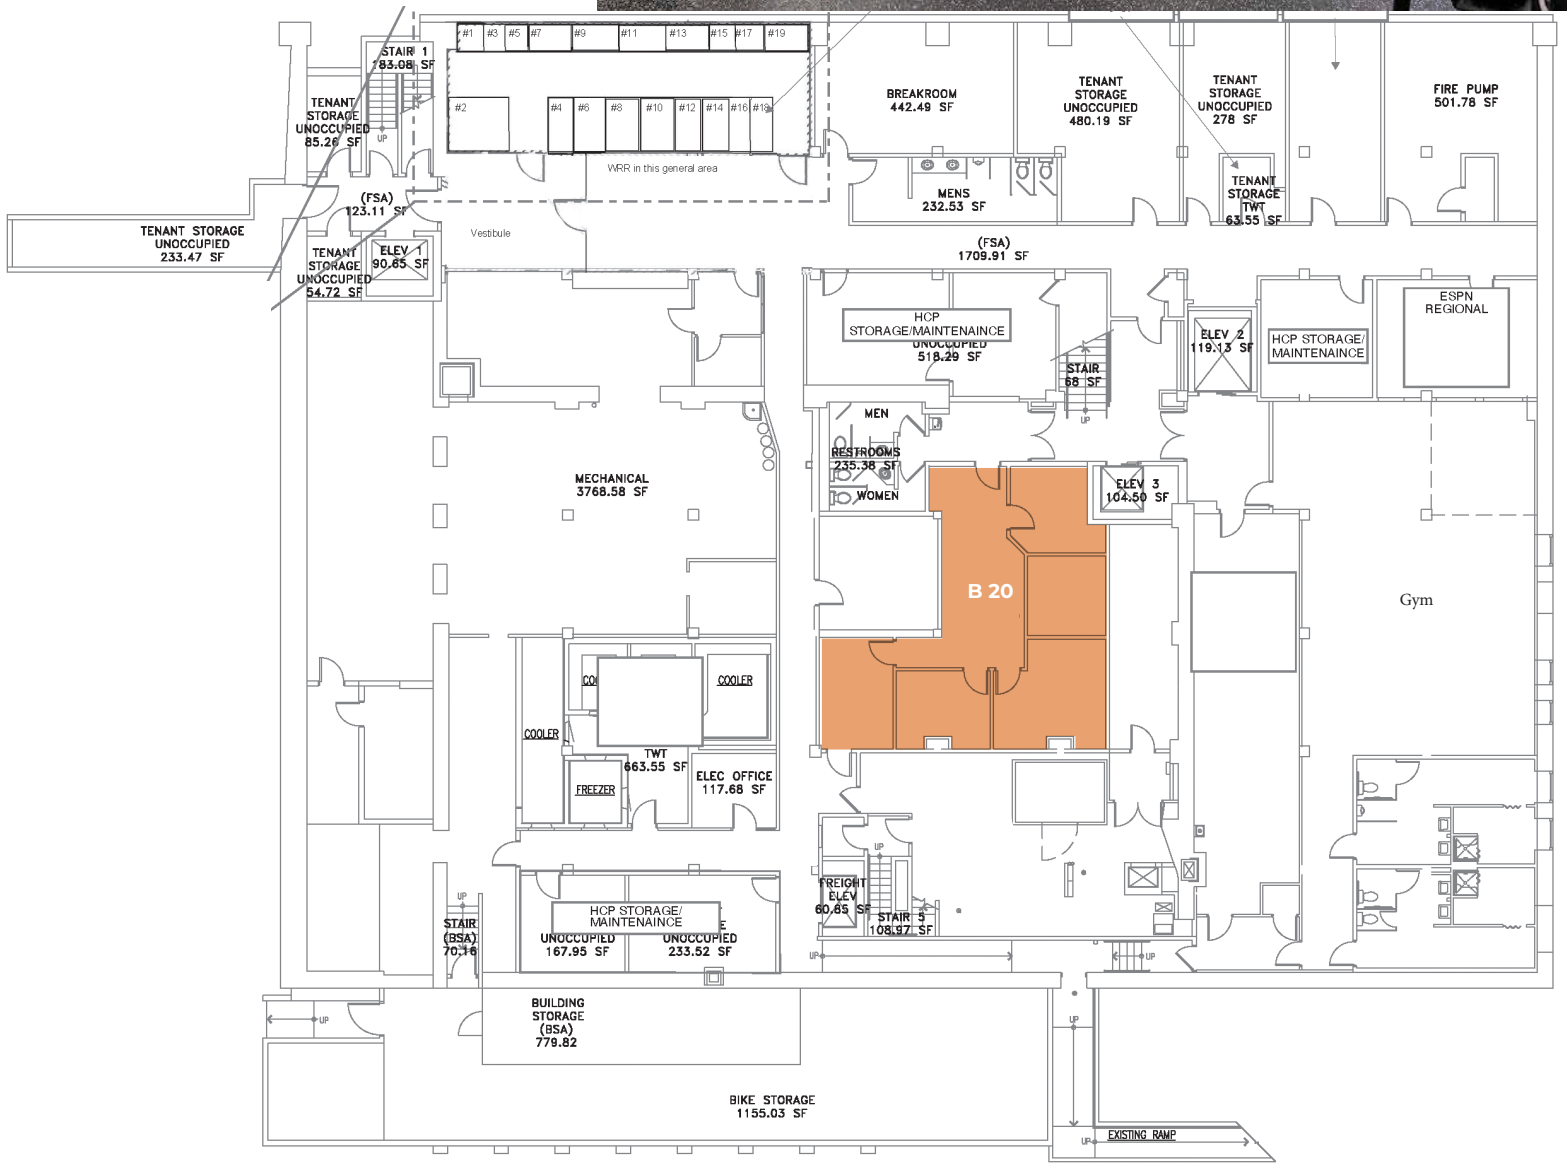 #1
#3
#5
#7
#9
#11
#13
#15
#17
#19
#2
#4
#6
#8
#10
#12
#14
#16
#18
STAIR 1
183.08 SF
UP
TENANT
STORAGE
UNOCCUPIED
85.26 SF
BREAKROOM
442.49 SF
TENANT
STORAGE
UNOCCUPIED
480.19 SF
TENANT
STORAGE
UNOCCUPIED
278 SF
FIRE PUMP
501.78 SF
WRR in this general area
MENS
232.53 SF
TENANT
STORAGE
TWT
63.55 SF
(FSA)
123.11 SF
TENANT STORAGE
UNOCCUPIED
233.47 SF
TENANT
STORAGE
UNOCCUPIED
54.72 SF
ELEV 1
90.65 SF
Vestibule
(FSA)
1709.91 SF
HCP
STORAGE/MAINTENAINCE
UNOCCUPIED
518.29 SF
STAIR
68 SF
UP
ELEV 2
119.13 SF
HCP STORAGE/
MAINTENAINCE
ESPN
REGIONAL
MEN
RESTROOMS
235.38 SF
WOMEN
MECHANICAL
3768.58 SF
ELEV 3
104.50 SF
B 20
Gym
COOLER
COOLER
TWT
663.55 SF
FREEZER
ELEC OFFICE
117.68 SF
UP
FREIGHT
ELEV
60.85 SF
STAIR 5
108.97 SF
UP
STAIR
(BSA)
70.16
HCP STORAGE/
MAINTENAINCE
UNOCCUPIED
167.95 SF
UNOCCUPIED
233.52 SF
UP
UP
UP
BUILDING
STORAGE
(BSA)
779.82
UP
BIKE STORAGE
1155.03 SF
UP
EXISTING RAMP